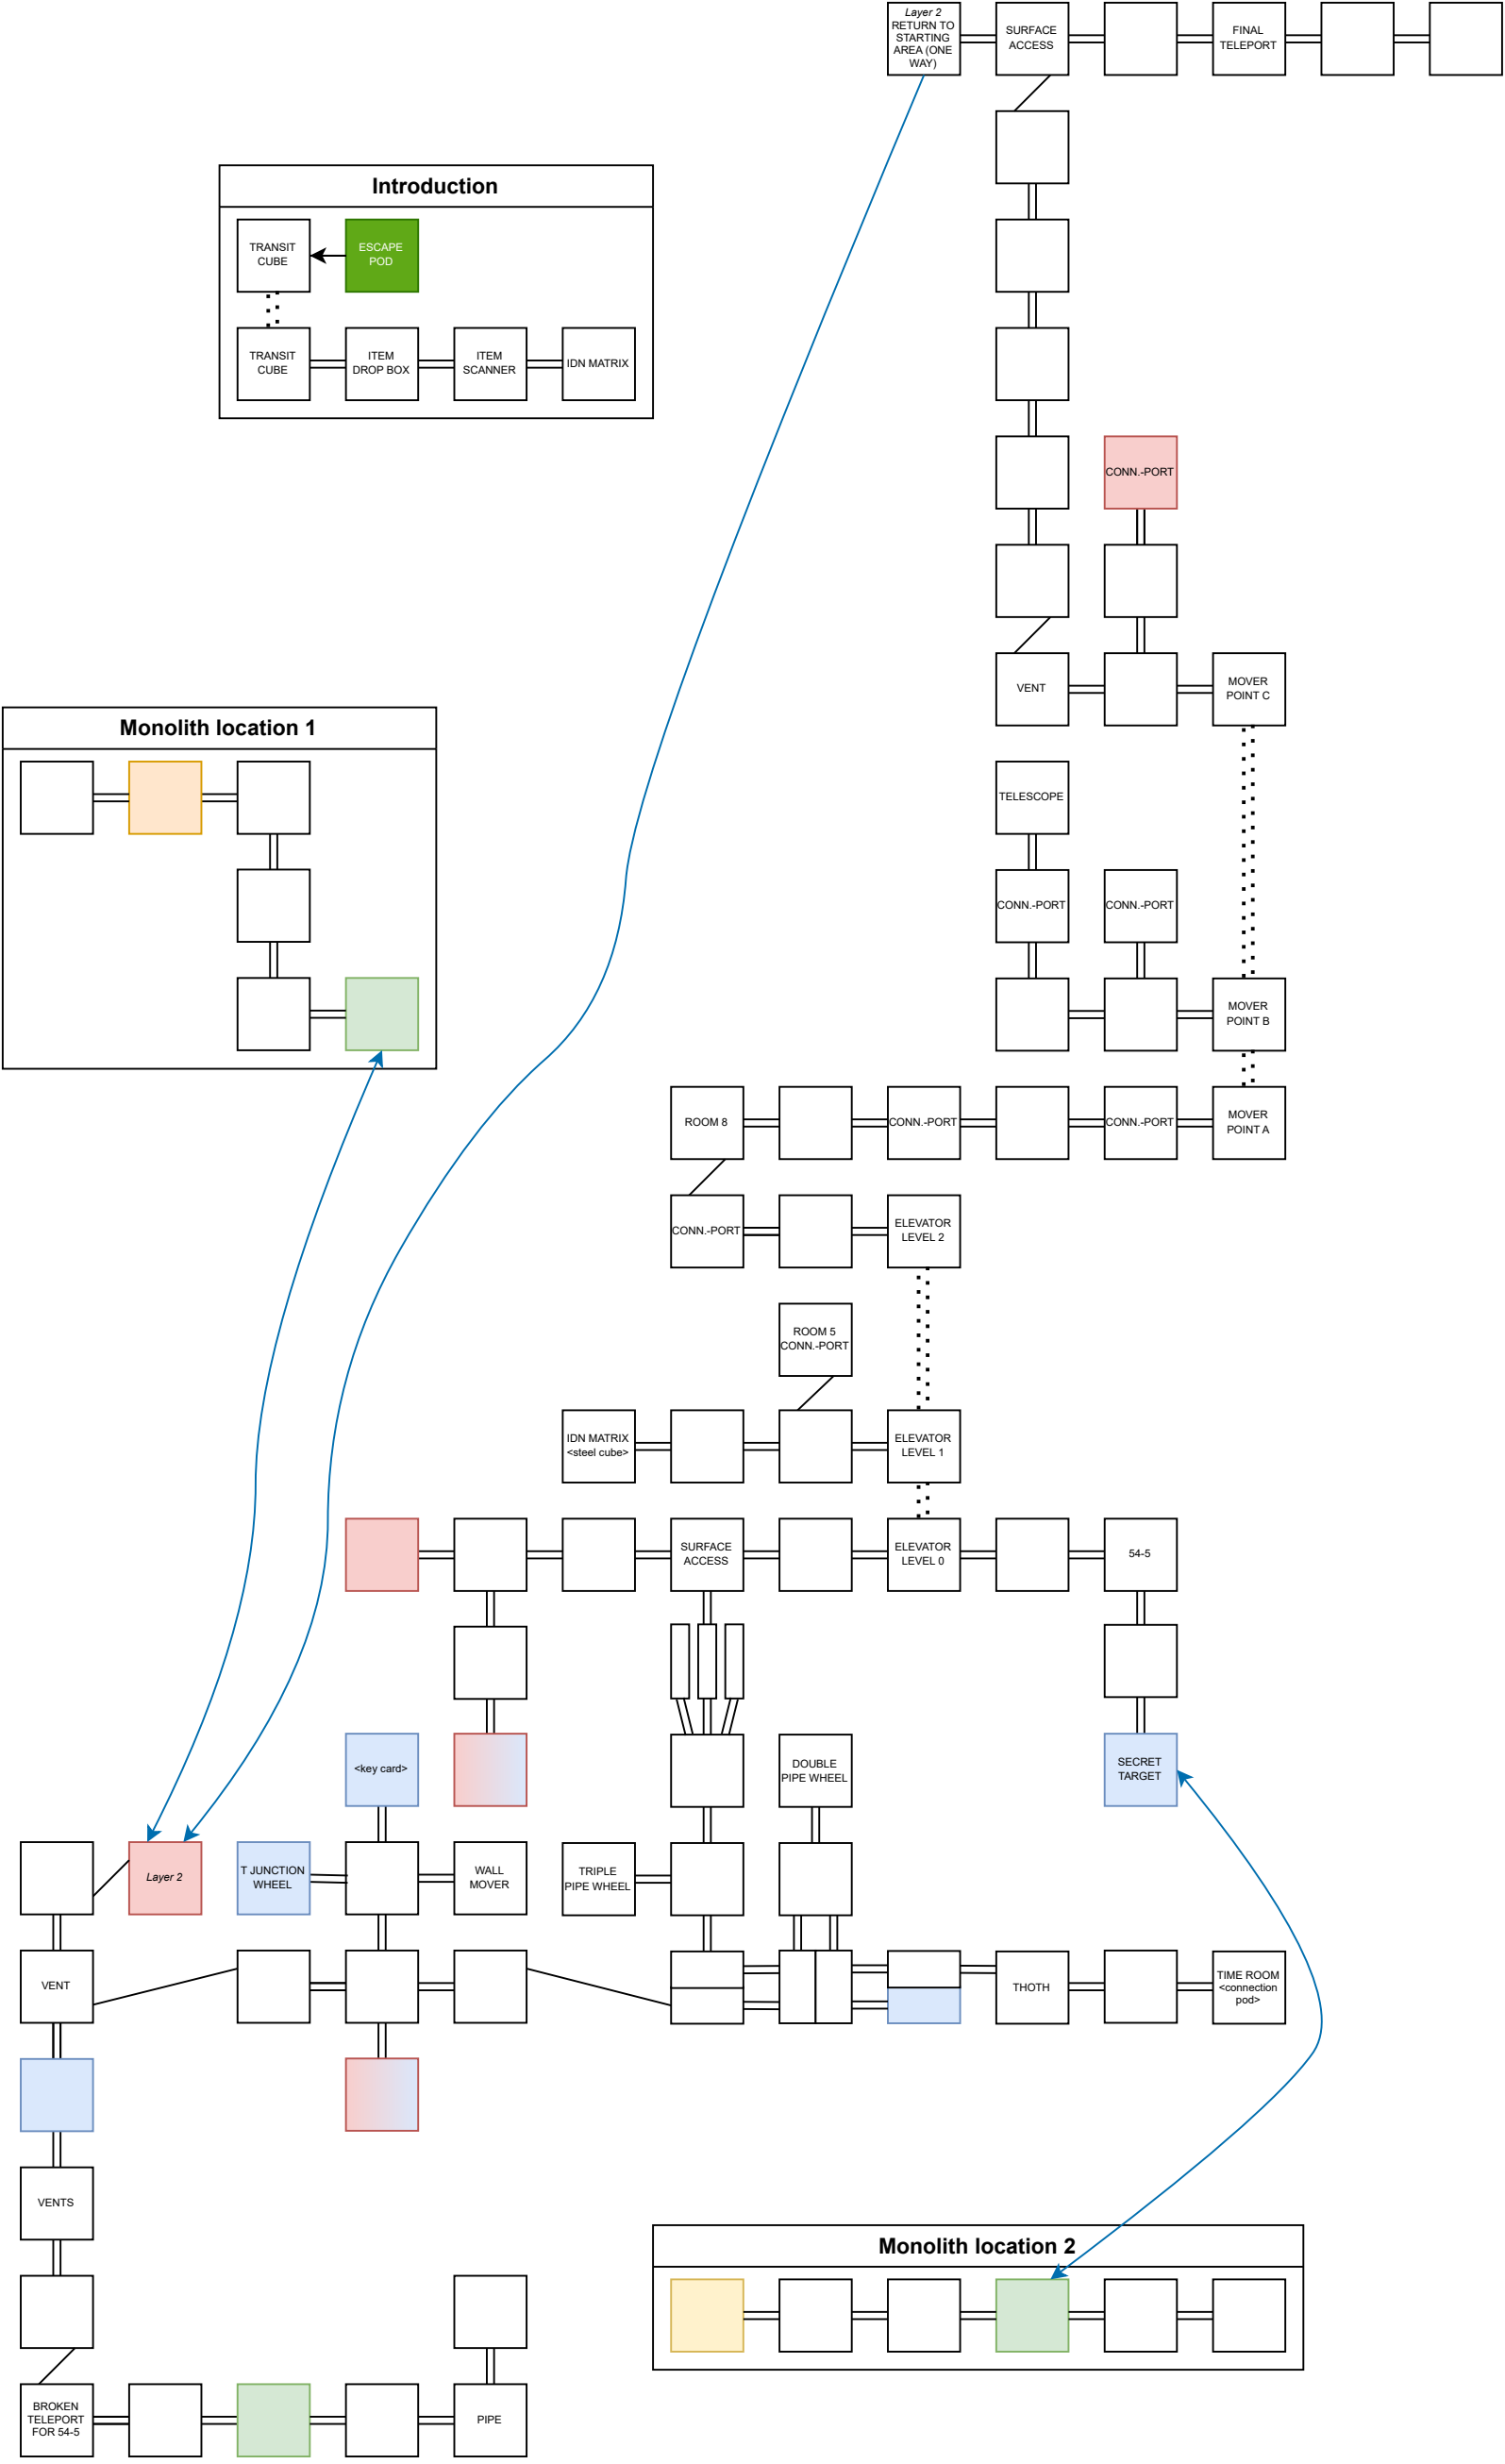 Layer 2
RETURN TO
STARTING
AREA (ONE
WAY)
SURFACE
ACCESS
FINAL
TELEPORT
Introduction
TRANSIT
CUBE
ESCAPE
POD
TRANSIT
CUBE
ITEM
DROP BOX
ITEM
SCANNER
IDN MATRIX
CONN.-PORT
VENT
MOVER
POINT C
Monolith location 1
TELESCOPE
CONN.-PORT
CONN.-PORT
MOVER
POINT B
ROOM 8
CONN.-PORT
CONN.-PORT
MOVER
POINT A
CONN.-PORT
ELEVATOR
LEVEL 2
ROOM 5
CONN.-PORT
IDN MATRIX
<steel cube>
ELEVATOR
LEVEL 1
SURFACE
ACCESS
ELEVATOR
LEVEL 0
54-5
<key card>
DOUBLE
PIPE WHEEL
SECRET
TARGET
Layer 2
T JUNCTION
WHEEL
WALL
MOVER
TRIPLE
PIPE WHEEL
VENT
THOTH
TIME ROOM
<connection
pod>
VENTS
Monolith location 2
BROKEN
TELEPORT
FOR 54-5
PIPE